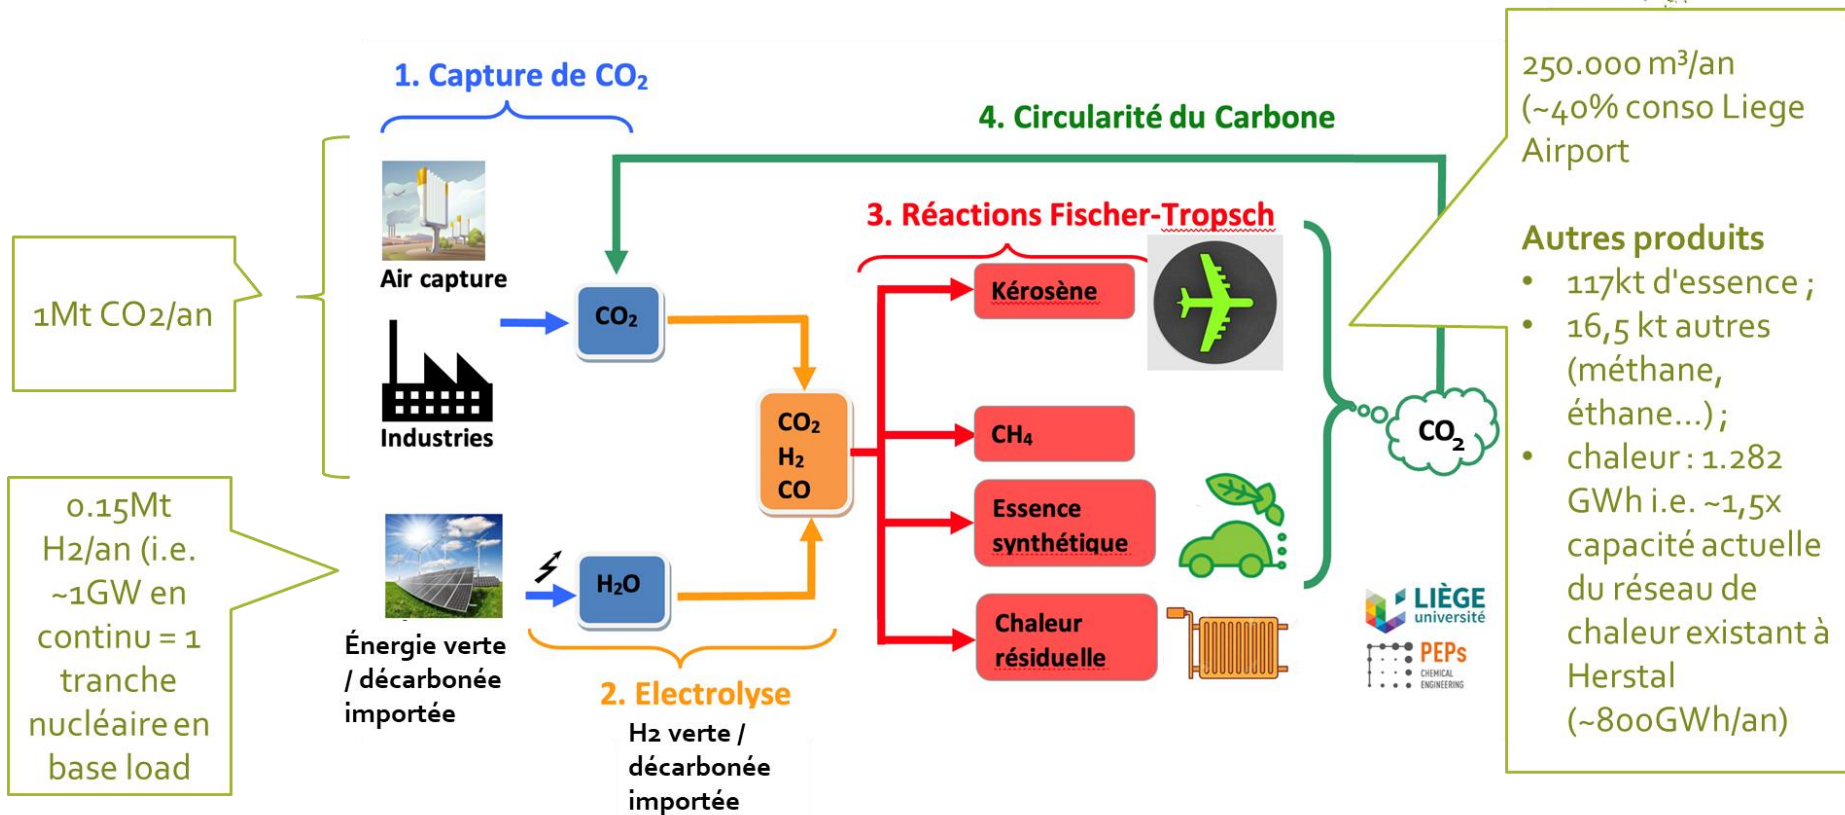 1. Capture de CO₂
4. Circularité du Carbone
3. Réactions Fischer-Tropsch
1Mt CO2/an
Air capture
Industries
CO₂
0.15Mt
H2/an (i.e.
~1GW en
continu = 1
tranche
nucléaire en
base load
Énergie verte
/ décarbonée
importée
H₂O
2. Electrolyse
H2 verte /
décarbonée
importée
CO₂
H₂
CO
Kérosène
CH₄
Essence
synthétique
Chaleur
résiduelle
CO₂
LIÈGE
université
PEPs
CHEMICAL
ENGINEERING
250.000 m³/an
(~40% conso Liege
Airport
Autres produits
• 117kt d'essence ;
• 16,5 kt autres
(méthane,
éthane...) ;
• chaleur : 1.282
GWh i.e. ~1,5x
capacité actuelle
du réseau de
chaleur existant à
Herstal
(~800GWh/an)